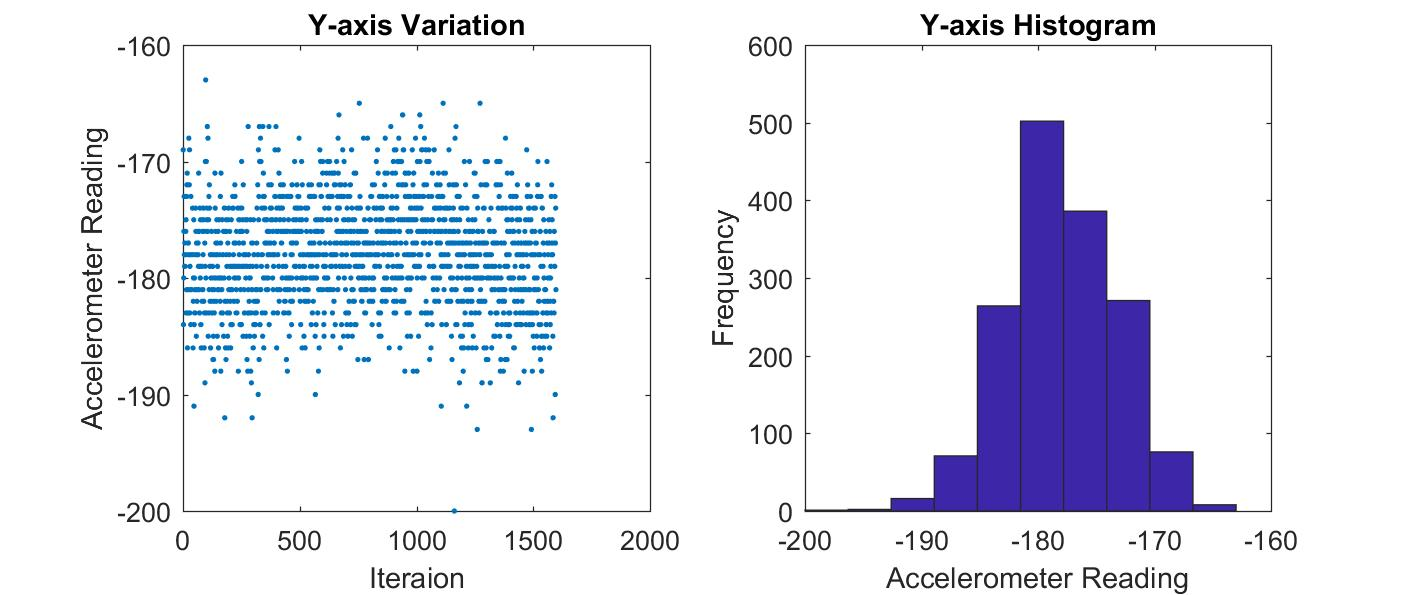 Y-axis Variation
Accelerometer Reading
-160
-170
-180
-190
-200
0 500 1000 1500 2000
Iteraion
Y-axis Histogram
Frequency
600
500
400
300
200
100
0
-200 -190 -180 -170 -160
Accelerometer Reading